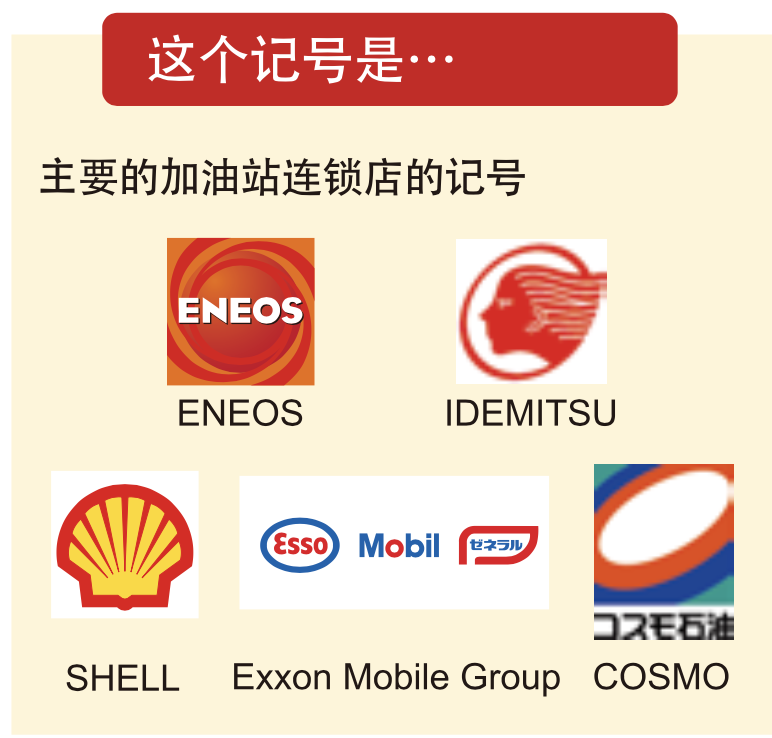 这个记号是…
主要的加油站连锁店的记号
ENEOS
ENEOS
IDEMITSU
Esso
Mobil
ゼネラル
コスモ石油
SHELL
Exxon Mobile Group
COSMO